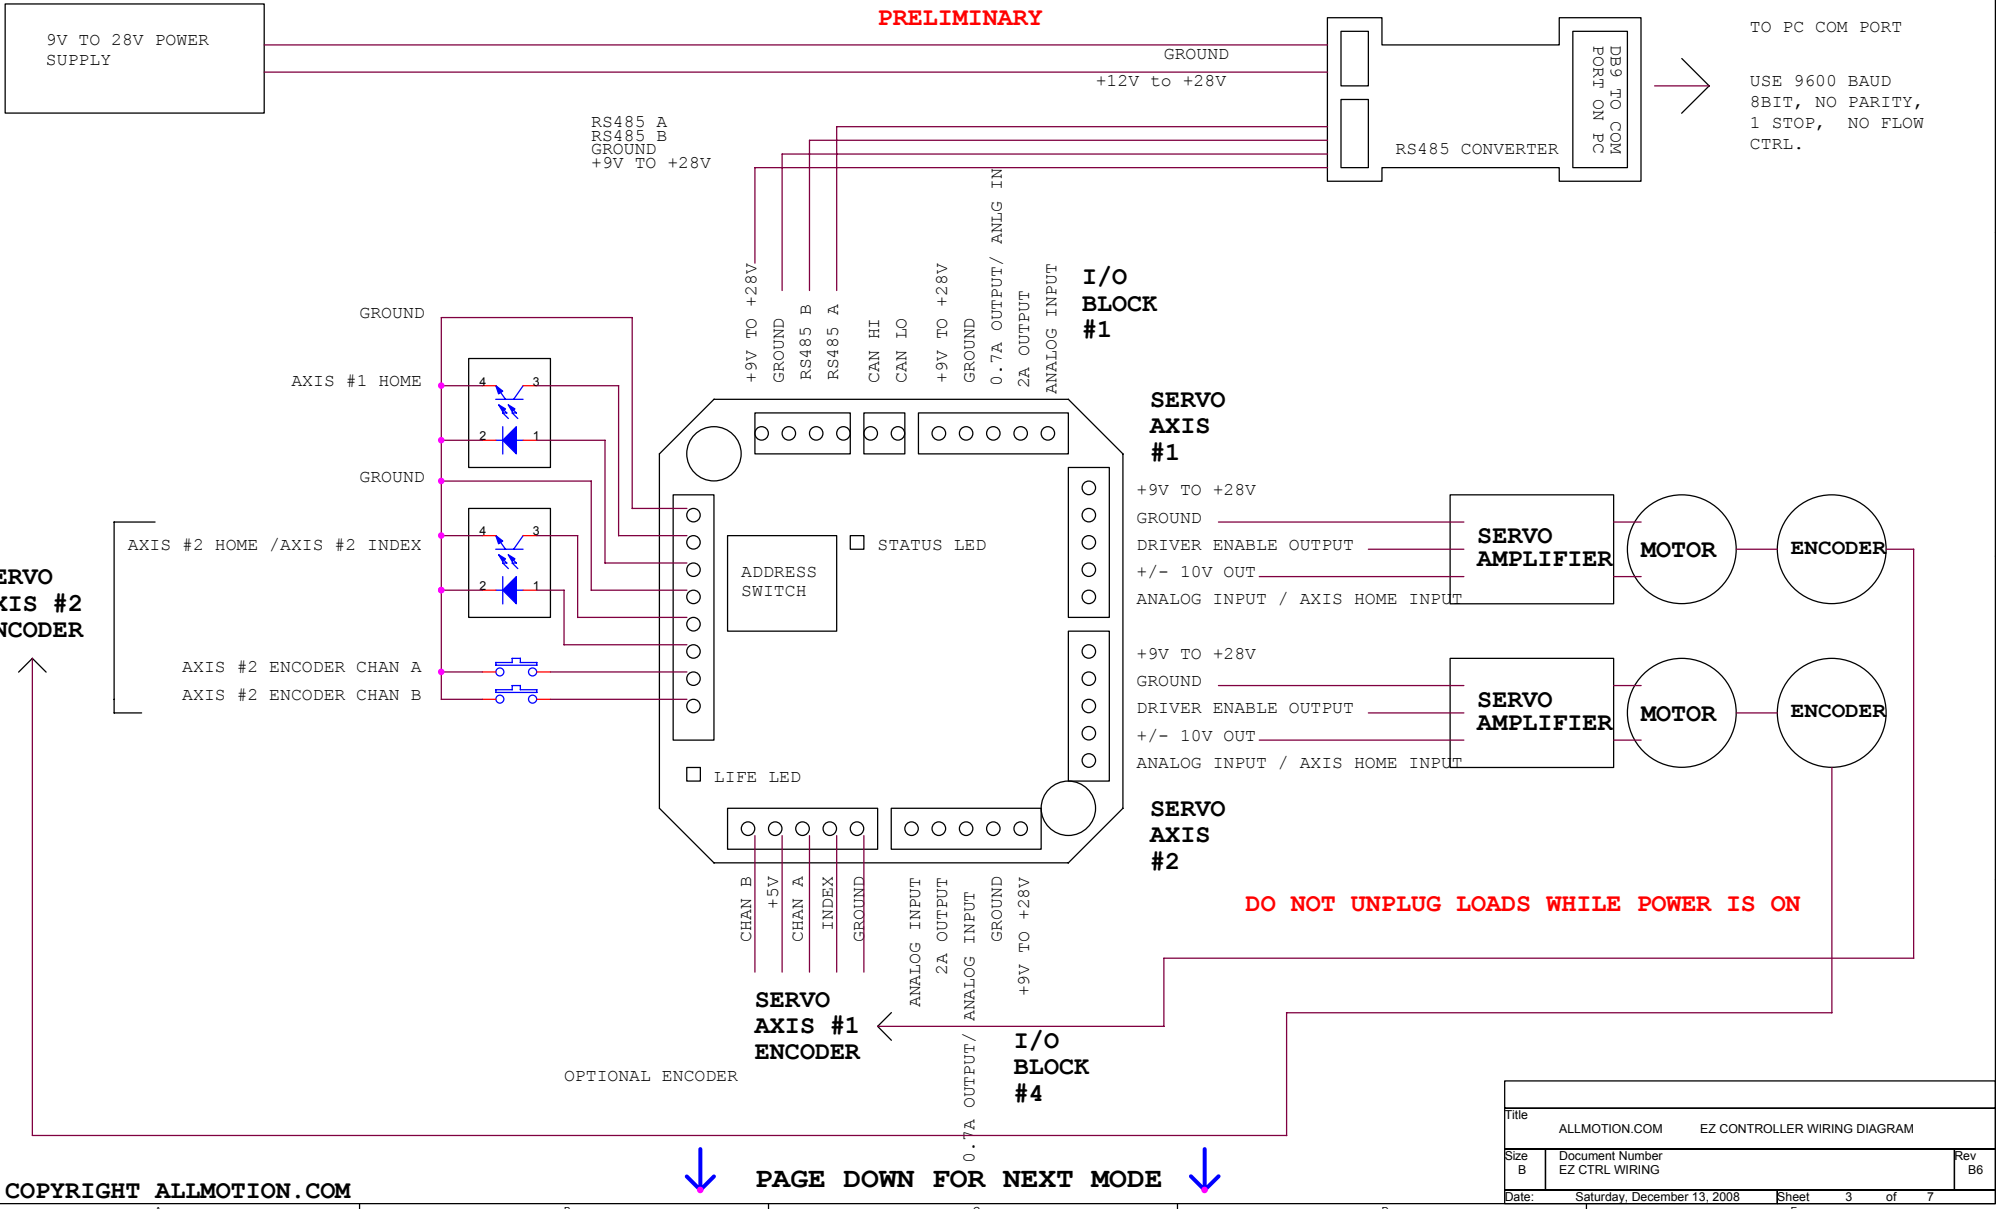 PRELIMINARY
9V TO 28V POWER
SUPPLY
GROUND
+12V to +28V
RS485 A
RS485 B
GROUND
+9V TO +28V
RS485 CONVERTER
DB9 TO COM
PORT ON PC
TO PC COM PORT
USE 9600 BAUD
8BIT, NO PARITY,
1 STOP, NO FLOW
CTRL.
+9V TO +28V
GROUND
RS485 B
RS485 A
CAN HI
CAN LO
+9V TO +28V
GROUND
0.7A OUTPUT/ ANLG IN
2A OUTPUT
ANALOG INPUT
I/O
BLOCK
#1
GROUND
AXIS #1 HOME
4
3
2
1
GROUND
AXIS #2 HOME /AXIS #2 INDEX
4
3
2
1
AXIS #2 ENCODER CHAN A
AXIS #2 ENCODER CHAN B
ERVO
XIS #2
NCODER
ADDRESS
SWITCH
STATUS LED
LIFE LED
SERVO
AXIS
#1
+9V TO +28V
GROUND
DRIVER ENABLE OUTPUT
+/- 10V OUT
ANALOG INPUT / AXIS HOME INPUT
SERVO
AMPLIFIER
MOTOR
ENCODER
+9V TO +28V
GROUND
DRIVER ENABLE OUTPUT
+/- 10V OUT
ANALOG INPUT / AXIS HOME INPUT
SERVO
AMPLIFIER
MOTOR
ENCODER
SERVO
AXIS
#2
CHAN B
+5V
CHAN A
INDEX
GROUND
ANALOG INPUT
2A OUTPUT
0.7A OUTPUT/ ANALOG INPUT
GROUND
+9V TO +28V
DO NOT UNPLUG LOADS WHILE POWER IS ON
SERVO
AXIS #1
ENCODER
I/O
BLOCK
#4
OPTIONAL ENCODER
PAGE DOWN FOR NEXT MODE
COPYRIGHT ALLMOTION.COM
Title
ALLMOTION.COM EZ CONTROLLER WIRING DIAGRAM
Size
B
Document Number
EZ CTRL WIRING
Rev
B6
Date: Saturday, December 13, 2008 Sheet 3 of 7